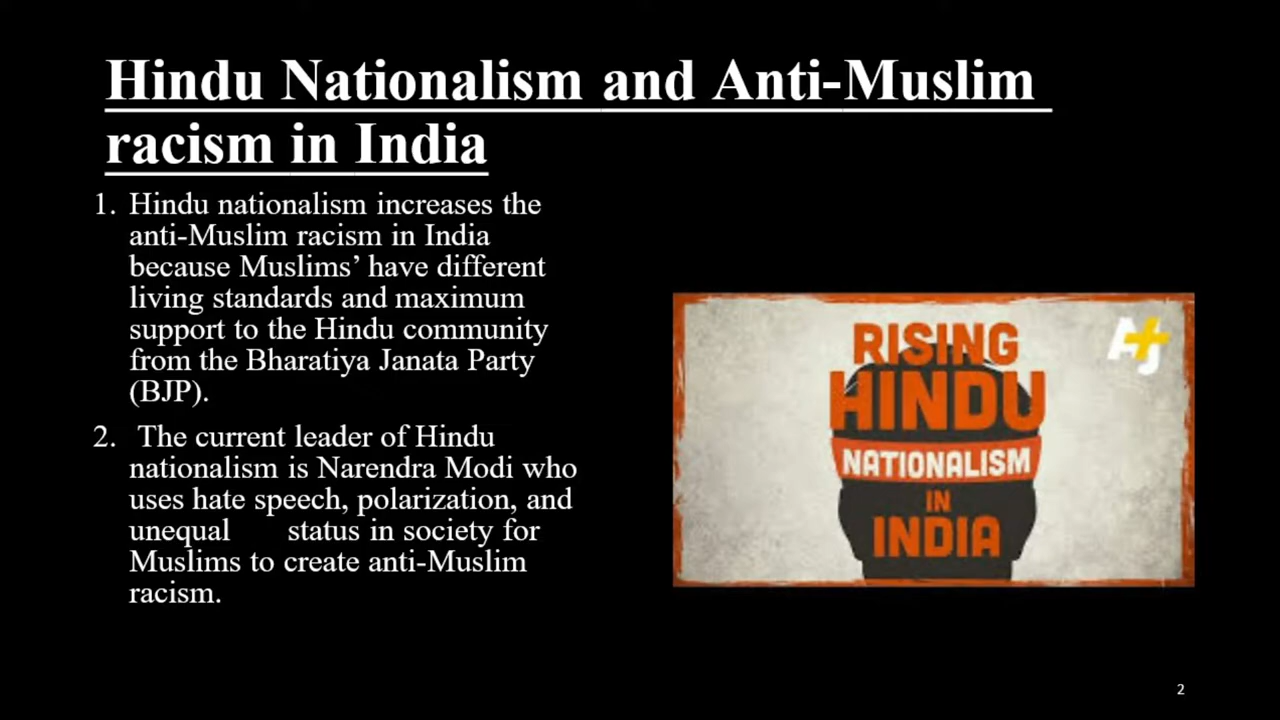 Hindu Nationalism and Anti-Muslim
racism in India
1. Hindu nationalism increases the
anti-Muslim racism in India
because Muslims’ have different
living standards and maximum
support to the Hindu community
from the Bharatiya Janata Party
(BJP).
2. The current leader of Hindu
nationalism is Narendra Modi who
uses hate speech, polarization, and
unequal status in society for
Muslims to create anti-Muslim
racism.
RISING
HINDU
NATIONALISM
IN
INDIA
AJ+
2